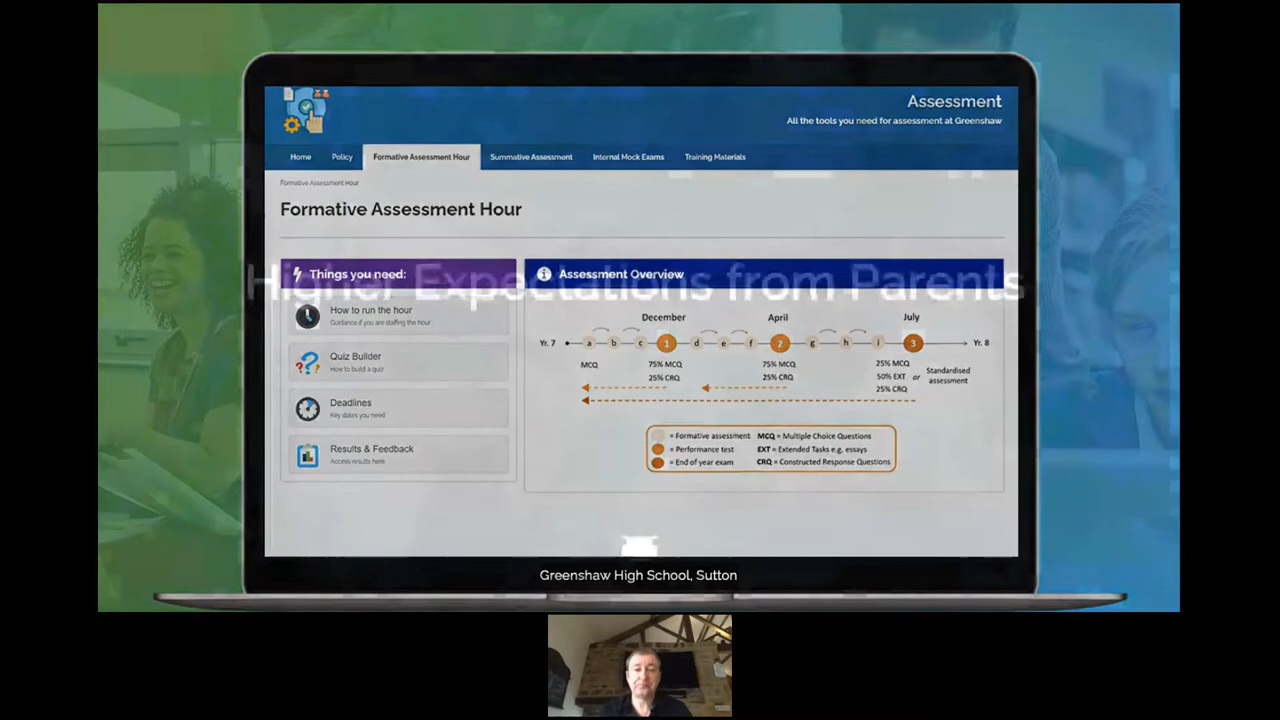 Assessment
All the tools you need for assessment at Greenshaw
Home Policy Formative Assessment Hour Summative Assessment Internal Mock Exams Training Materials
Formative Assessment Hour
Formative Assessment Hour
Things you need:
Assessment Overview
Higher Expectations from Parents
How to run the hour
Guidance if you are staffing the hour
Quiz Builder
How to build a quiz
Deadlines
Key dates you need
Results & Feedback
Access results here
December April July
Yr. 7 a b c 1 d e f 2 g h i 3 Yr. 8
MCQ 75% MCQ 75% MCQ 25% MCQ
25% CRQ 25% CRQ 50% EXT or Standardised assessment
25% CRQ
= Formative assessment MCQ = Multiple Choice Questions
= Performance test EXT = Extended Tasks e.g. essays
= End of year exam CRQ = Constructed Response Questions
Greenshaw High School, Sutton